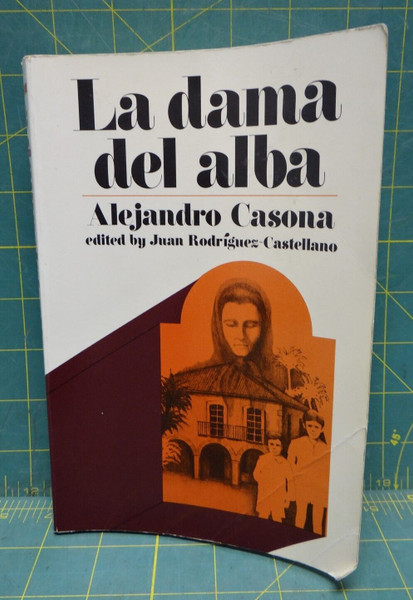 La dama
del alba
Alejandro Casona
edited by Juan Rodríguez-Castellano